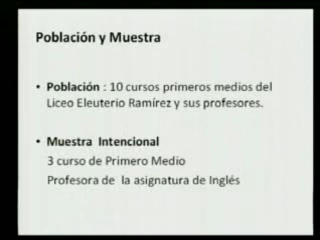 Población y Muestra
• Población : 10 cursos primeros medios del
Liceo Eleuterio Ramírez y sus profesores.
• Muestra Intencional
3 curso de Primero Medio
Profesora de la asignatura de Inglés